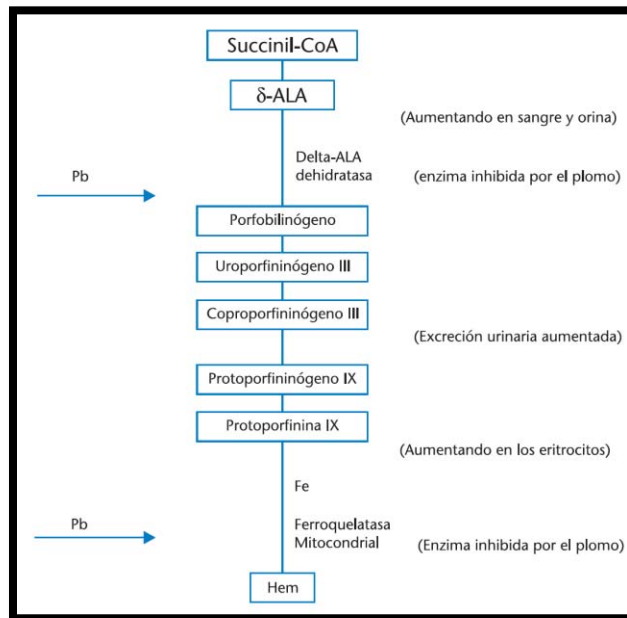 Succinil-CoA
δ-ALA
(Aumentando en sangre y orina)
Delta-ALA
dehidratasa
(enzima inhibida por el plomo)
Pb
Porfobilinógeno
Uroporfininógeno III
Coproporfininógeno III
(Excreción urinaria aumentada)
Protoporfininógeno IX
Protoporfinina IX
(Aumentando en los eritrocitos)
Fe
Pb
Ferroquelatasa
Mitocondrial
(Enzima inhibida por el plomo)
Hem